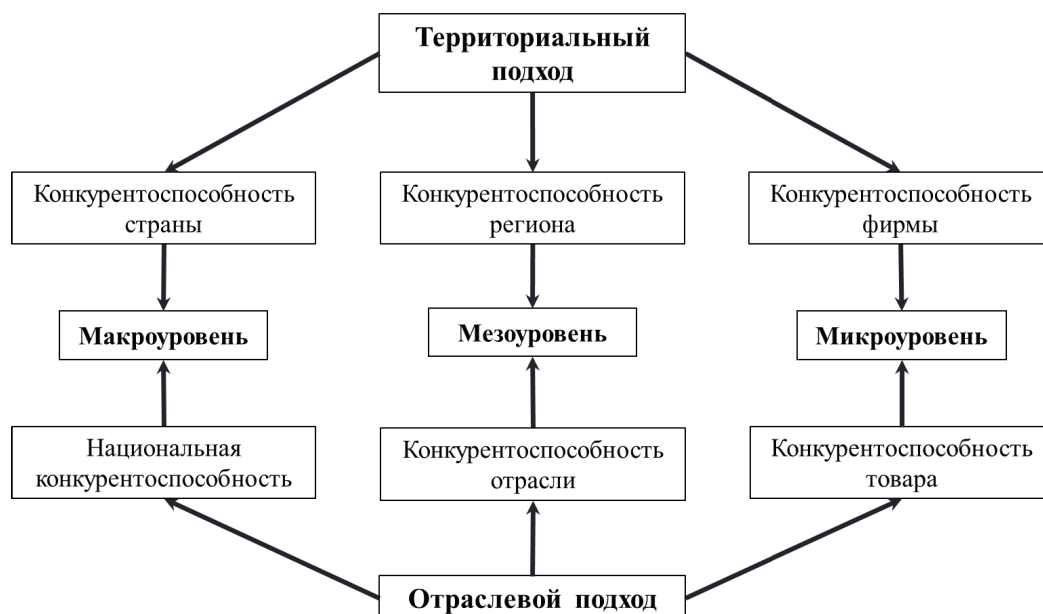 Территориальный
подход
Конкурентоспособность
страны
Конкурентоспособность
региона
Конкурентоспособность
фирмы
Макроуровень
Мезоуровень
Микроуровень
Национальная
конкурентоспособность
Конкурентоспособность
отрасли
Конкурентоспособность
товара
Отраслевой подход